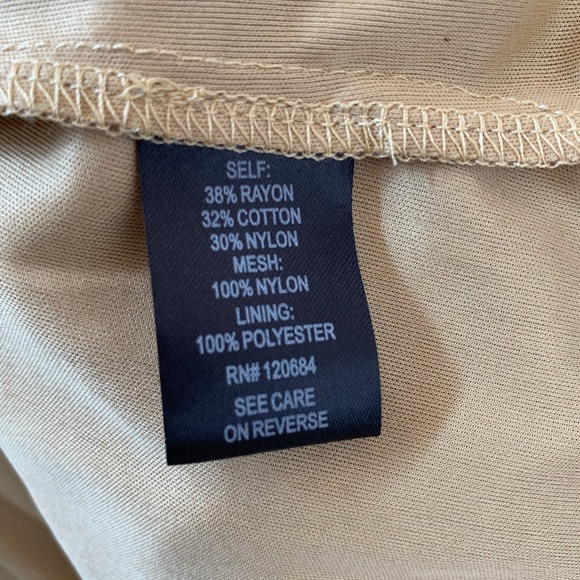 SELF:
38% RAYON
32% COTTON
30% NYLON
MESH:
100% NYLON
LINING:
100% POLYESTER
RN# 120684
SEE CARE
ON REVERSE